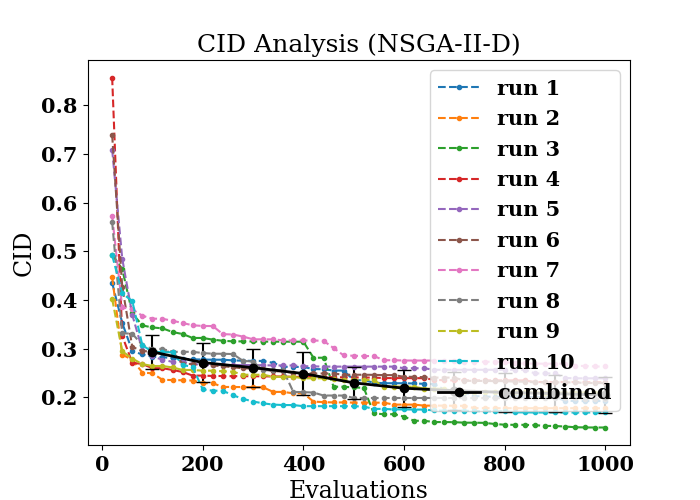 CID Analysis (NSGA-II-D)
CID
0.8
0.7
0.6
0.5
0.4
0.3
0.2
run 1
run 2
run 3
run 4
run 5
run 6
run 7
run 8
run 9
run 10
combined
0 200 400 600 800 1000
Evaluations